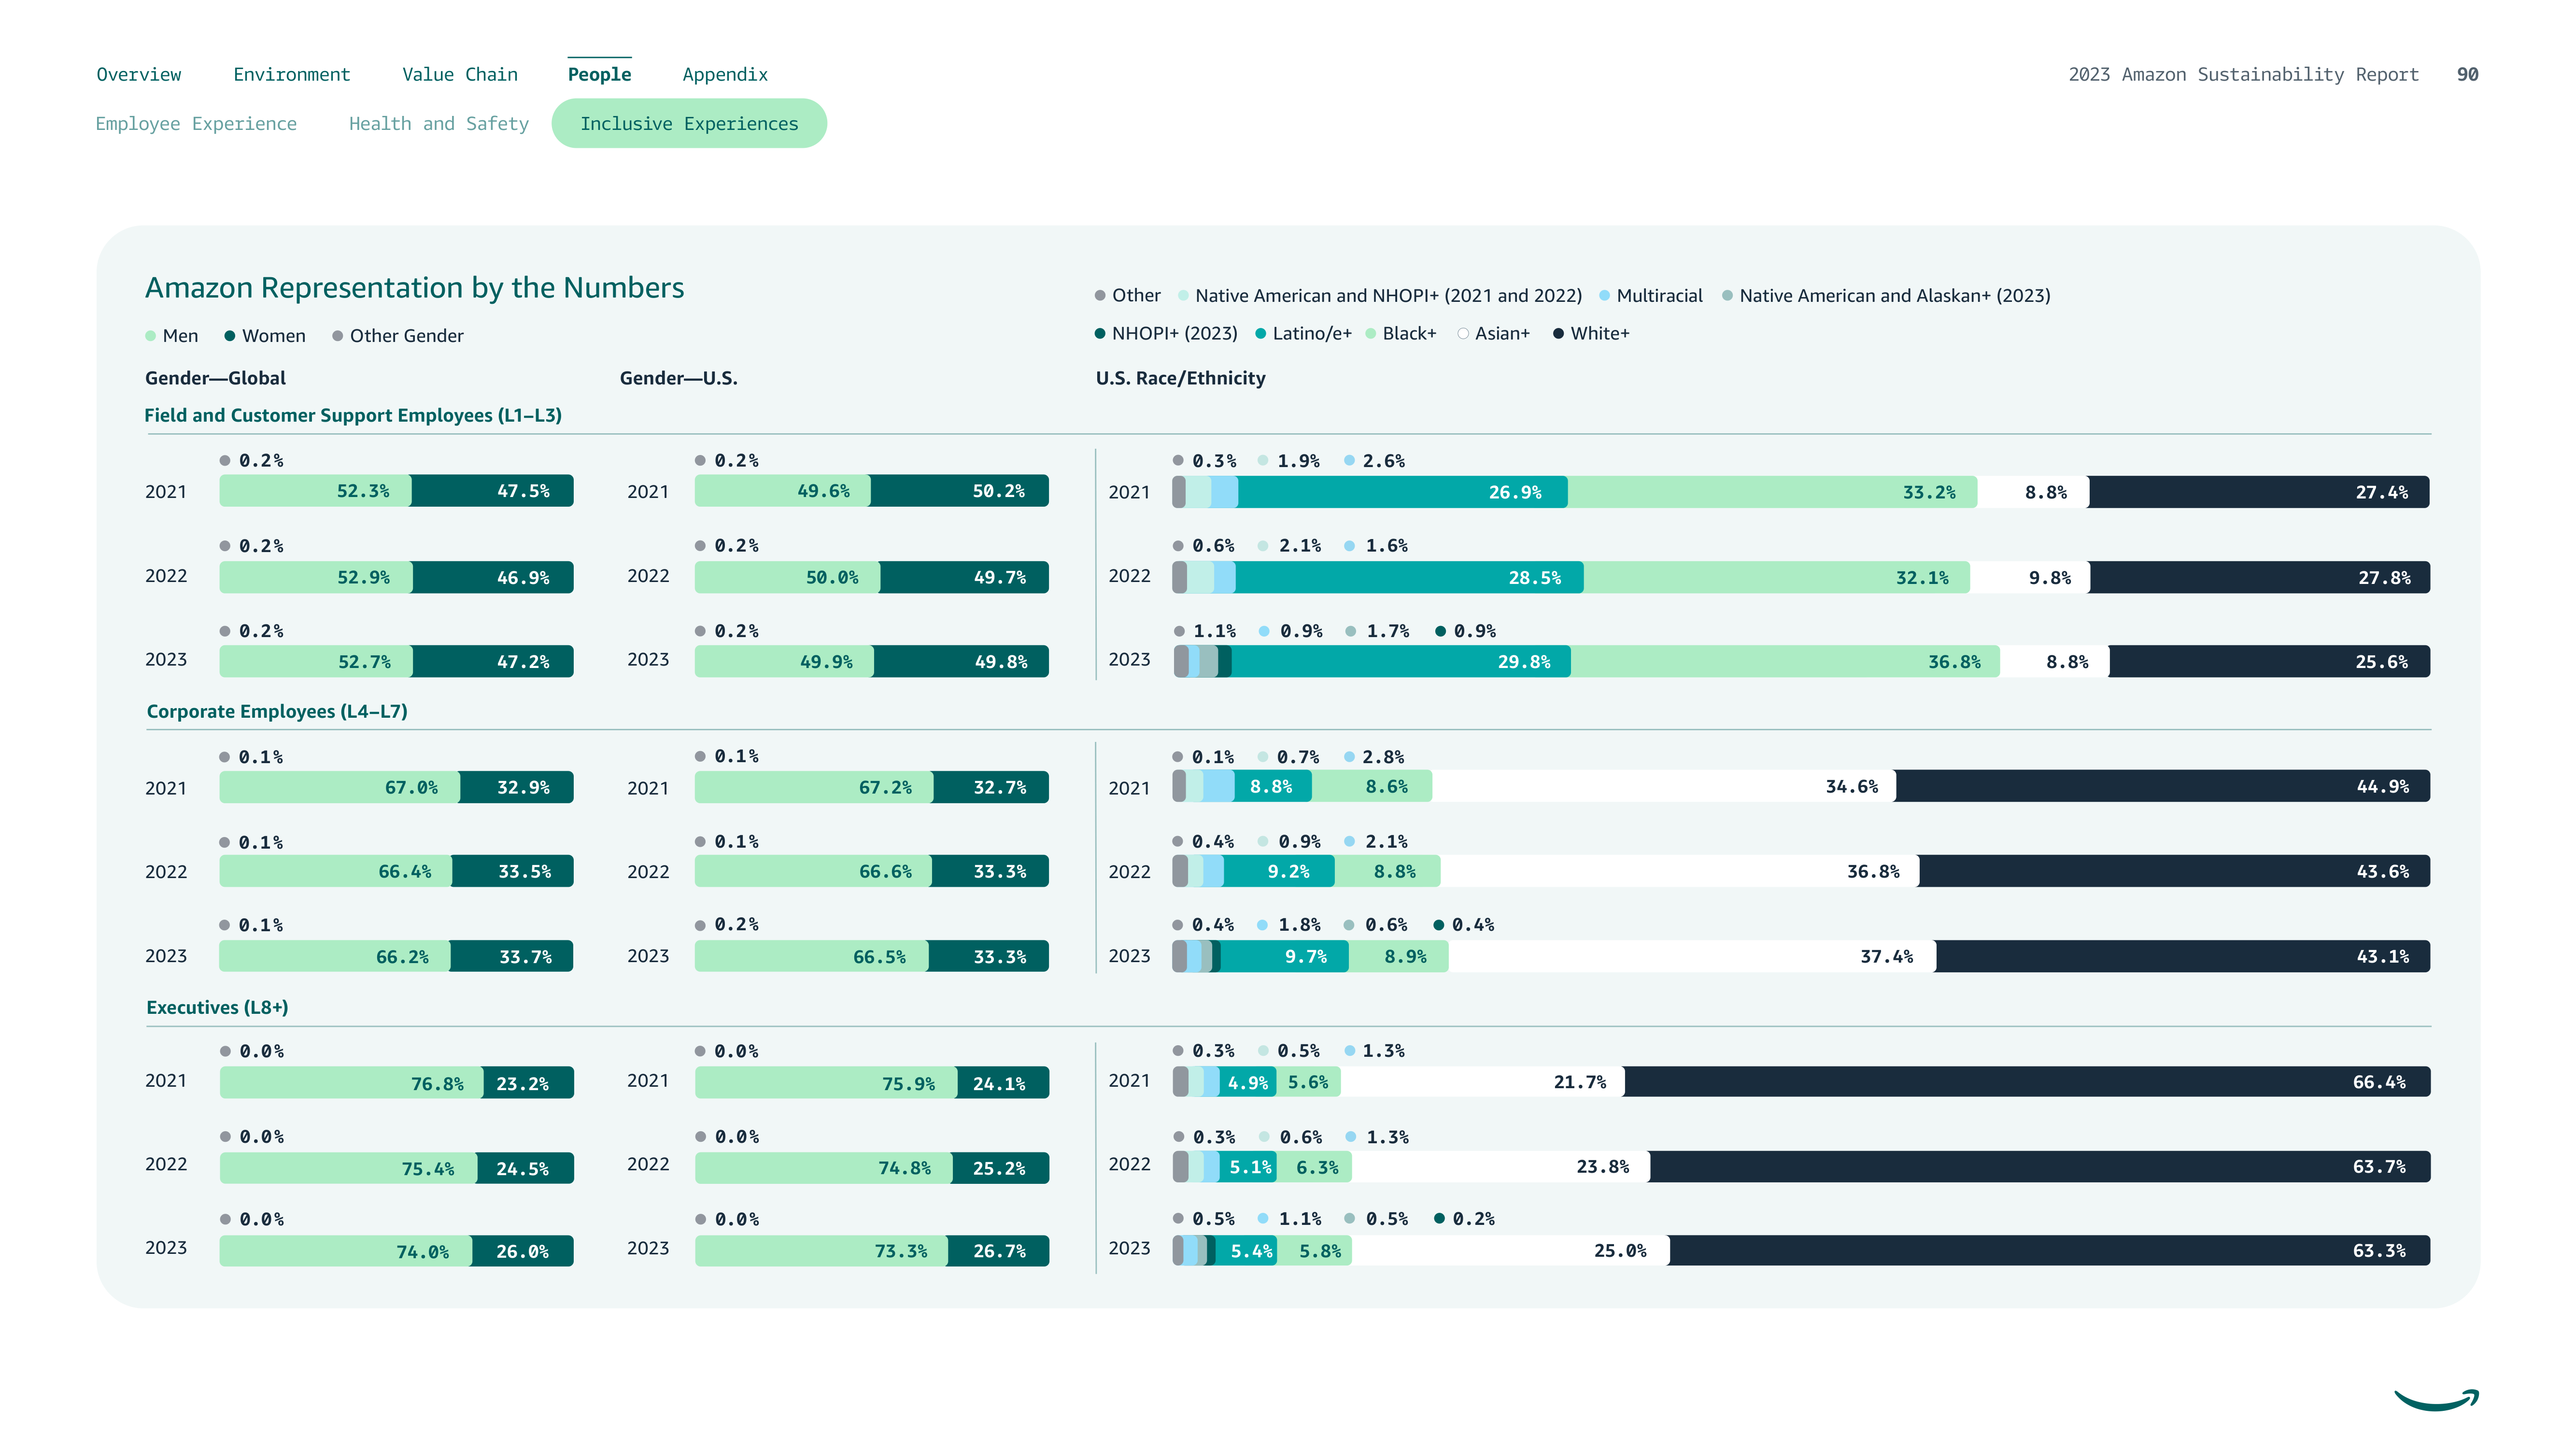 Overview Environment Value Chain People Appendix 2023 Amazon Sustainability Report 90
Employee Experience Health and Safety Inclusive Experiences
Amazon Representation by the Numbers
Men Women Other Gender
Other Native American and NHOPI+ (2021 and 2022) Multiracial Native American and Alaskan+ (2023)
NHOPI+ (2023) Latino/e+ Black+ Asian+ White+
Gender—Global Gender—U.S. U.S. Race/Ethnicity
Field and Customer Support Employees (L1–L3)
0.2% 0.2% 0.3% 1.9% 2.6%
2021 52.3% 47.5% 2021 49.6% 50.2% 2021 26.9% 33.2% 8.8% 27.4%
0.2% 0.2% 0.6% 2.1% 1.6%
2022 52.9% 46.9% 2022 50.0% 49.7% 2022 28.5% 32.1% 9.8% 27.8%
0.2% 0.2% 1.1% 0.9% 1.7% 0.9%
2023 52.7% 47.2% 2023 49.9% 49.8% 2023 29.8% 36.8% 8.8% 25.6%
Corporate Employees (L4–L7)
0.1% 0.1% 0.1% 0.7% 2.8%
2021 67.0% 32.9% 2021 67.2% 32.7% 2021 8.8% 8.6% 34.6% 44.9%
0.1% 0.1% 0.4% 0.9% 2.1%
2022 66.4% 33.5% 2022 66.6% 33.3% 2022 9.2% 8.8% 36.8% 43.6%
0.1% 0.2% 0.4% 1.8% 0.6% 0.4%
2023 66.2% 33.7% 2023 66.5% 33.3% 2023 9.7% 8.9% 37.4% 43.1%
Executives (L8+)
0.0% 0.0% 0.3% 0.5% 1.3%
2021 76.8% 23.2% 2021 75.9% 24.1% 2021 4.9% 5.6% 21.7% 66.4%
0.0% 0.0% 0.3% 0.6% 1.3%
2022 75.4% 24.5% 2022 74.8% 25.2% 2022 5.1% 6.3% 23.8% 63.7%
0.0% 0.0% 0.5% 1.1% 0.5% 0.2%
2023 74.0% 26.0% 2023 73.3% 26.7% 2023 5.4% 5.8% 25.0% 63.3%